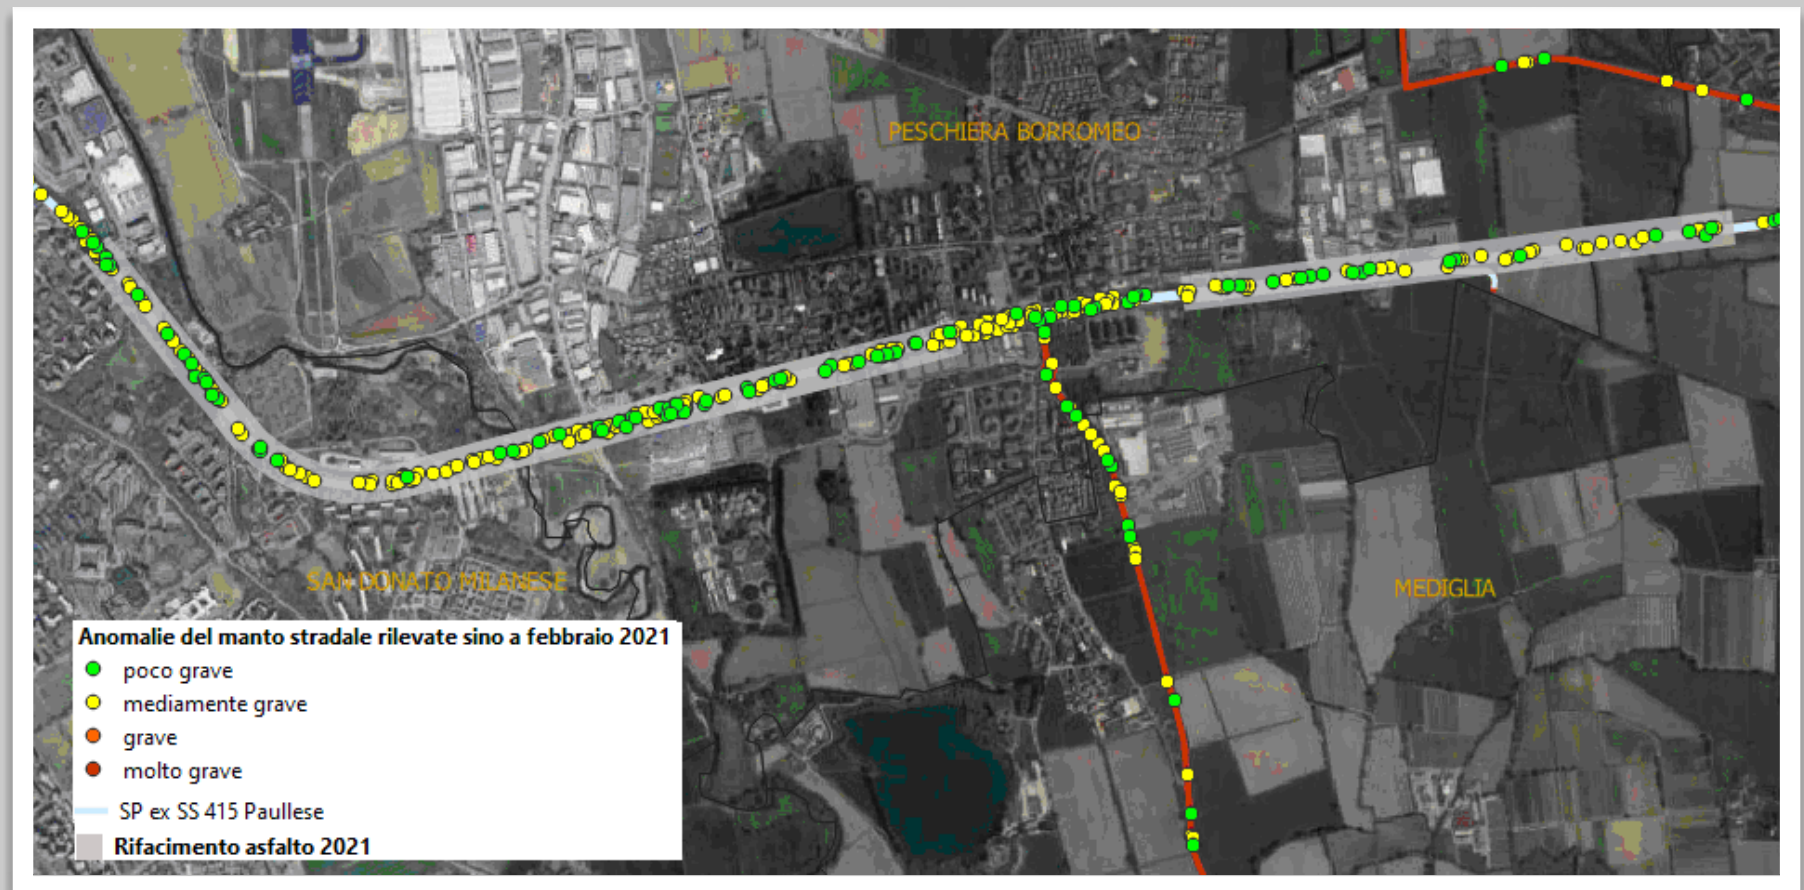 PESCHIERA BORROMEO
SAN DONATO MILANESE
MEDIGLIA
Anomalie del manto stradale rilevate sino a febbraio 2021
poco grave
mediamente grave
grave
molto grave
SP ex SS 415 Paullese
Rifacimento asfalto 2021